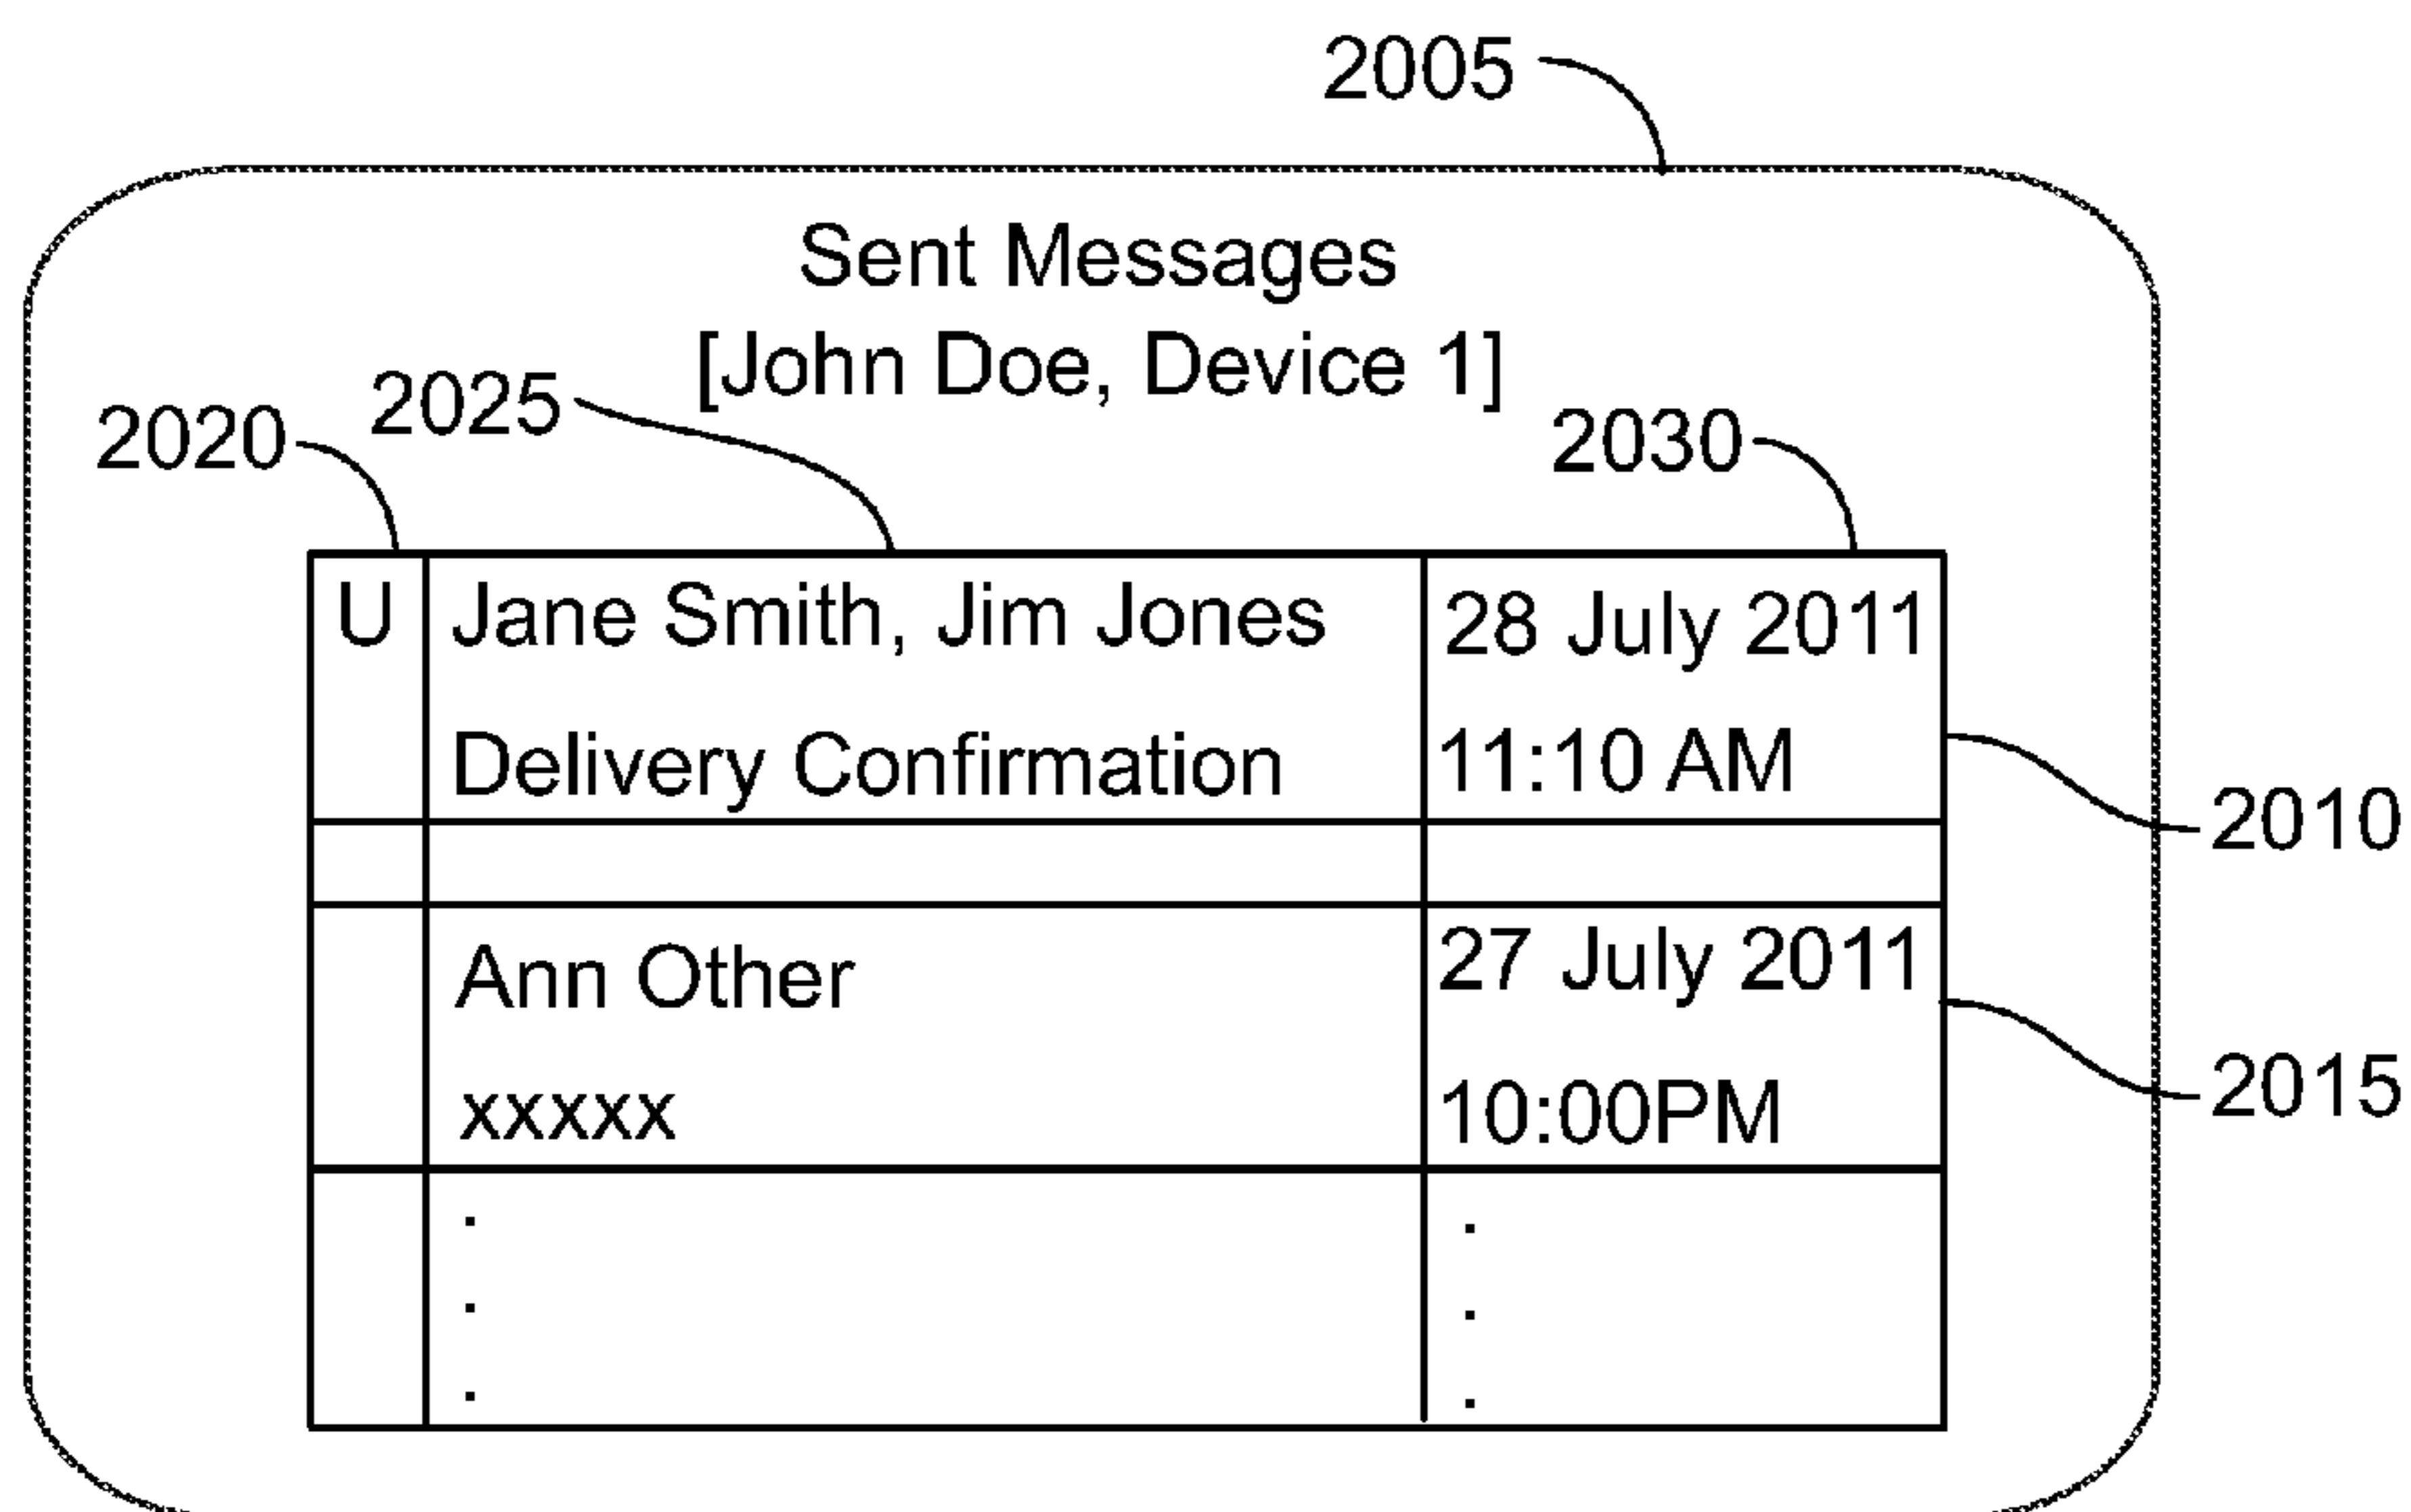 2005
Sent Messages
[John Doe, Device 1]
2020 2025 2030
U Jane Smith, Jim Jones 28 July 2011
Delivery Confirmation 11:10 AM
2010
Ann Other 27 July 2011
xxxxx 10:00PM
2015
. .
. .
. .